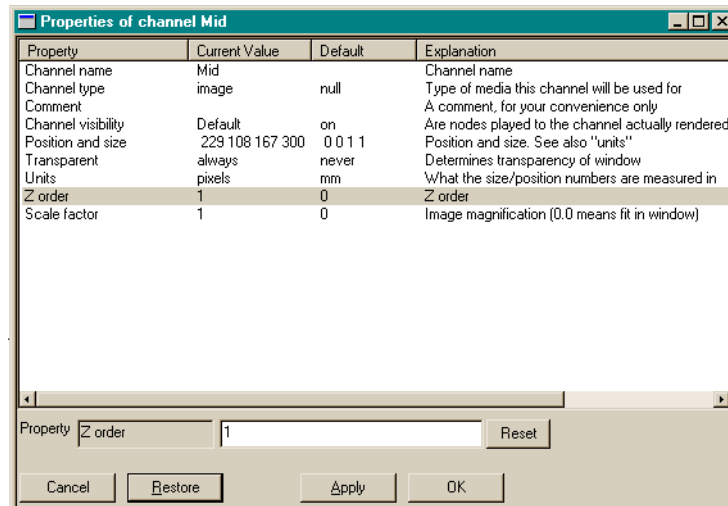 Properties of channel Mid
Property Current Value Default Explanation
Channel name Mid Channel name
Channel type image null Type of media this channel will be used for
Comment A comment, for your convenience only
Channel visibility Default on Are nodes played to the channel actually rendered
Position and size 229 108 167 300 0 0 1 1 Position and size. See also "units"
Transparent always never Determines transparency of window
Units pixels mm What the size/position numbers are measured in
Z order 1 0 Z order
Scale factor 1 0 Image magnification (0.0 means fit in window)
Property Z order 1 Reset
Cancel Restore Apply OK